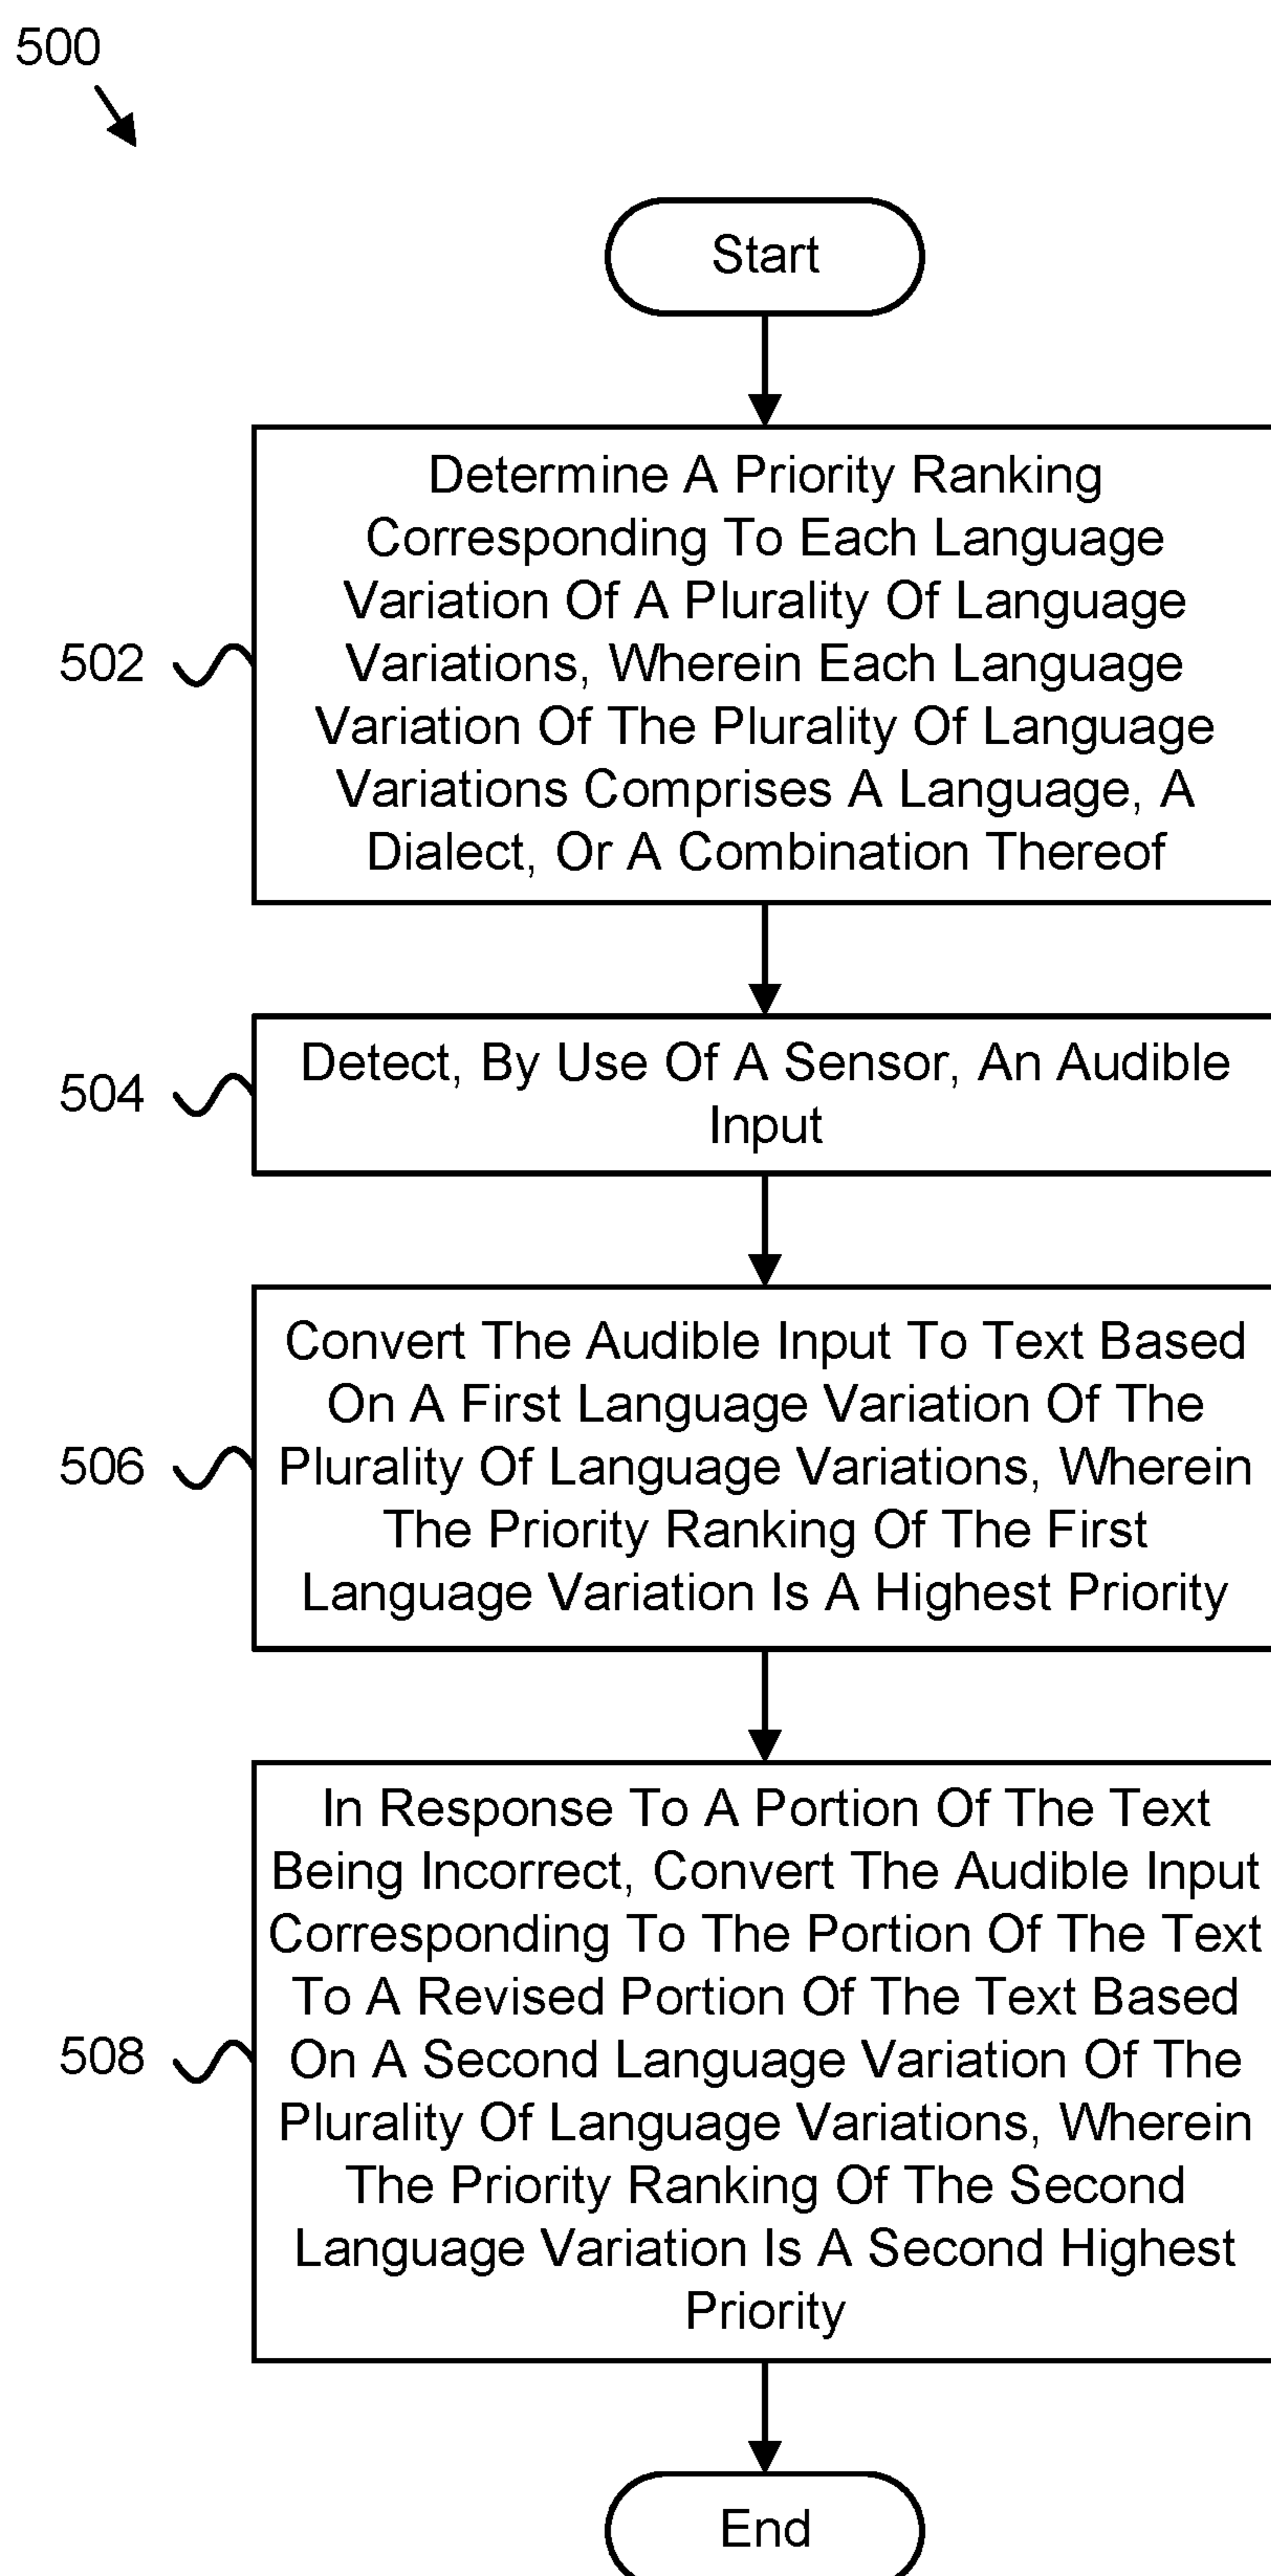 500
Start
502
Determine A Priority Ranking
Corresponding To Each Language
Variation Of A Plurality Of Language
Variations, Wherein Each Language
Variation Of The Plurality Of Language
Variations Comprises A Language, A
Dialect, Or A Combination Thereof
504
Detect, By Use Of A Sensor, An Audible
Input
506
Convert The Audible Input To Text Based
On A First Language Variation Of The
Plurality Of Language Variations, Wherein
The Priority Ranking Of The First
Language Variation Is A Highest Priority
508
In Response To A Portion Of The Text
Being Incorrect, Convert The Audible Input
Corresponding To The Portion Of The Text
To A Revised Portion Of The Text Based
On A Second Language Variation Of The
Plurality Of Language Variations, Wherein
The Priority Ranking Of The Second
Language Variation Is A Second Highest
Priority
End